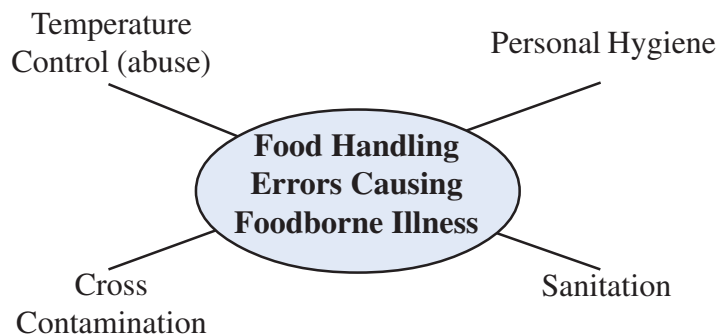 Temperature
Control (abuse)
Personal Hygiene
Food Handling
Errors Causing
Foodborne Illness
Cross
Contamination
Sanitation